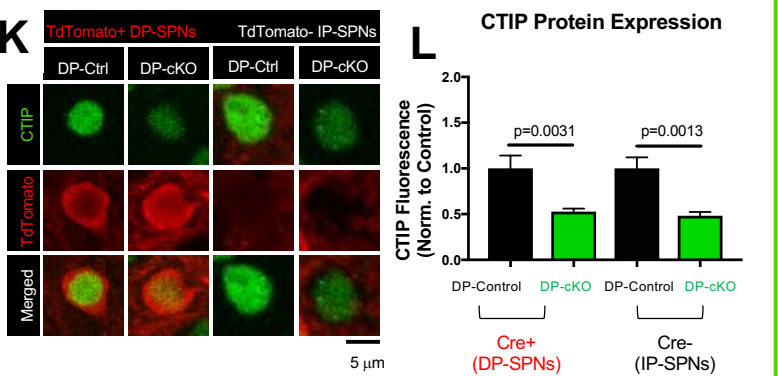 K
TdTomato+ DP-SPNs TdTomato- IP-SPNs
DP-Ctrl DP-cKO DP-Ctrl DP-cKO
CTIP
TdTomato
Merged
5 μm
L
CTIP Protein Expression
CTIP Fluorescence
(Norm. to Control)
2.0
1.5
1.0
0.5
0.0
p=0.0031 p=0.0013
DP-Control DP-cKO DP-Control DP-cKO
Cre+ Cre-
(DP-SPNs) (IP-SPNs)